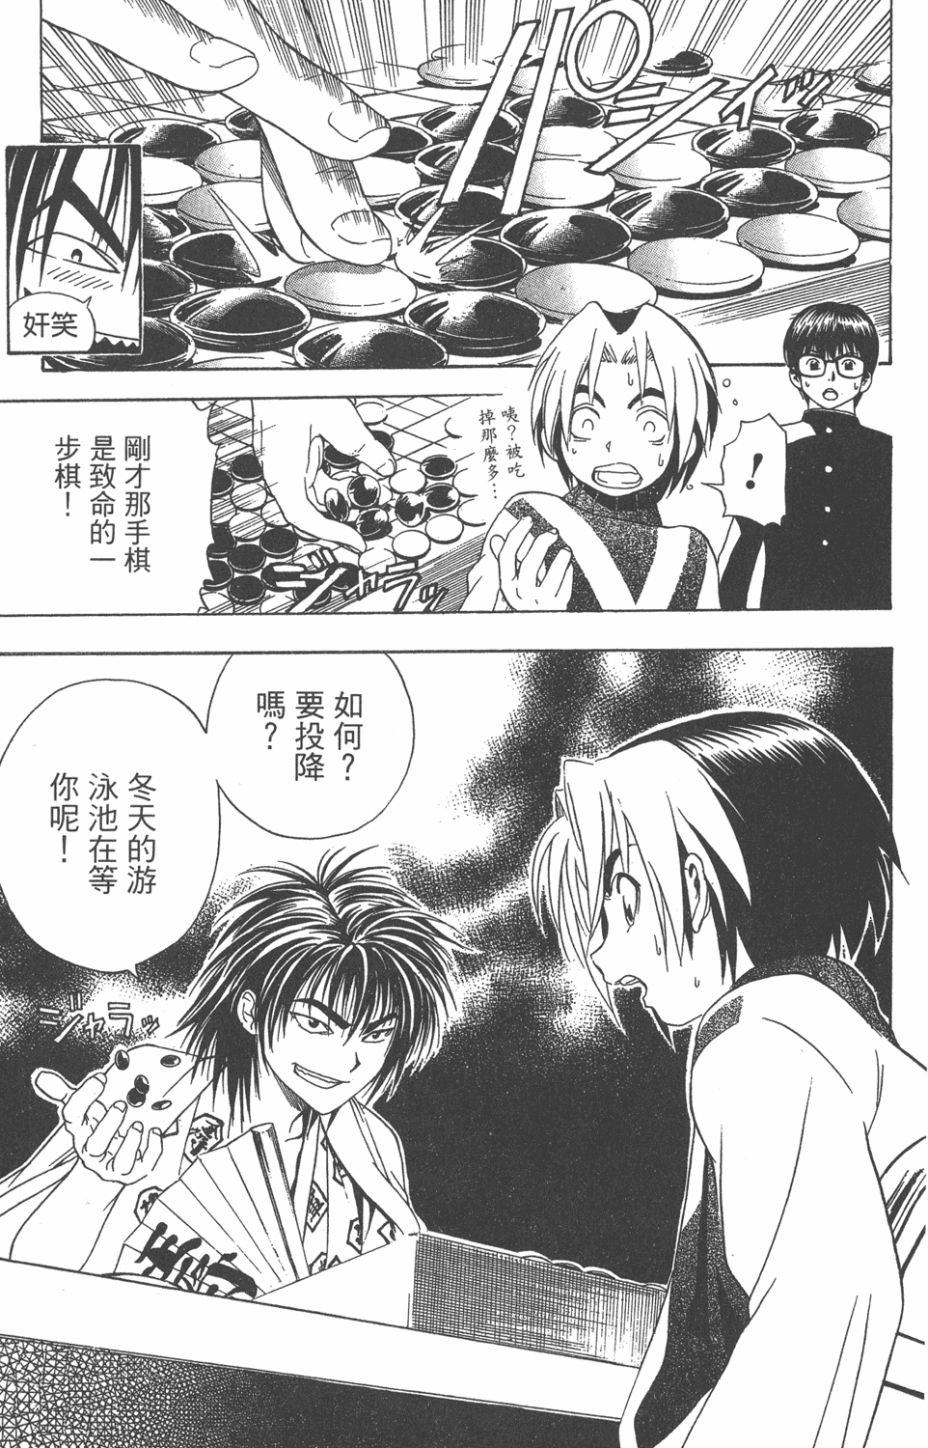 パシィッ
奸笑
!
咦?被吃
掉那麼多…
ジャラッ
剛才那手棋
是致命的一
步棋!
如何?
要投降
嗎?
冬天的游
泳池在等
你呢!
ジャラッ